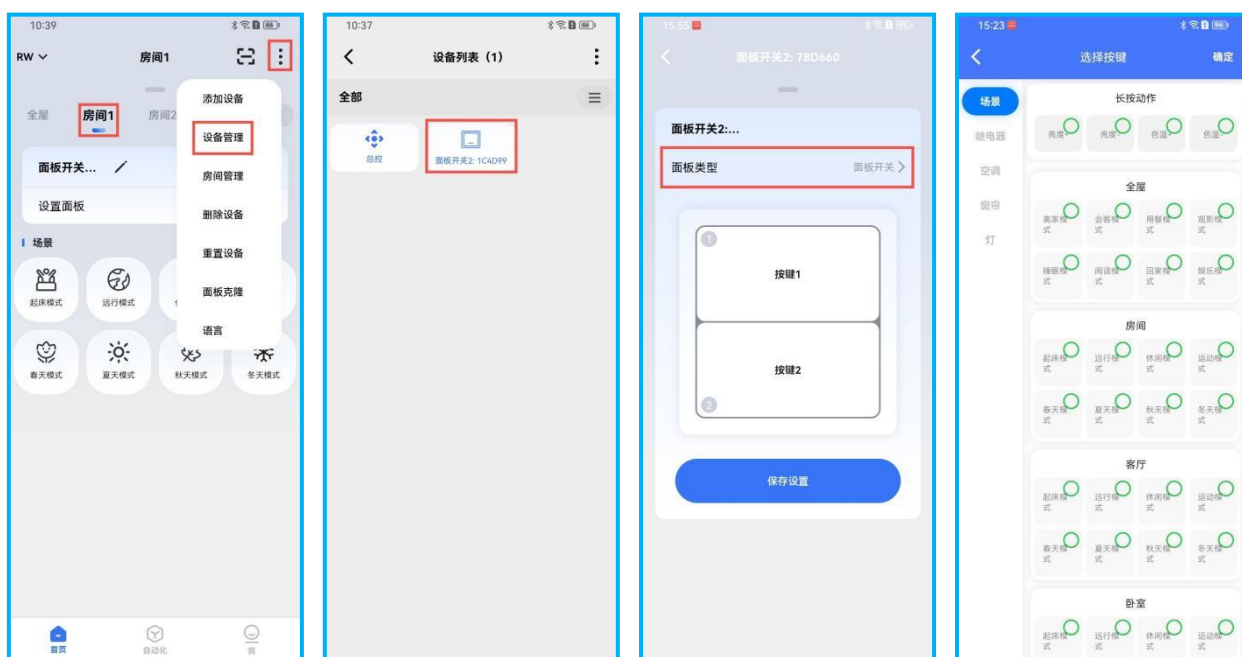 10:39
RW
房间1
全屋
房间1
房间2
添加设备
设备管理
房间管理
删除设备
重置设备
面板克隆
语言
面板开关...
设置面板
场景
起床模式
远行模式
春天模式
夏天模式
秋天模式
冬天模式
首页
自动化
我
10:37
设备列表（1）
全部
总控
面板开关2: 1C4D99
15:55
面板开关2: 78D660
面板开关2:...
面板类型
面板开关
1
按键1
按键2
2
保存设置
15:23
选择按键
确定
场景
继电器
空调
窗帘
灯
长按动作
亮度+
亮度-
色温+
色温-
全屋
离家模式
会客模式
用餐模式
观影模式
睡眠模式
阅读模式
回家模式
娱乐模式
房间
起床模式
远行模式
休闲模式
运动模式
春天模式
夏天模式
秋天模式
冬天模式
客厅
起床模式
远行模式
休闲模式
运动模式
春天模式
夏天模式
秋天模式
冬天模式
卧室
起床模式
远行模式
休闲模式
运动模式